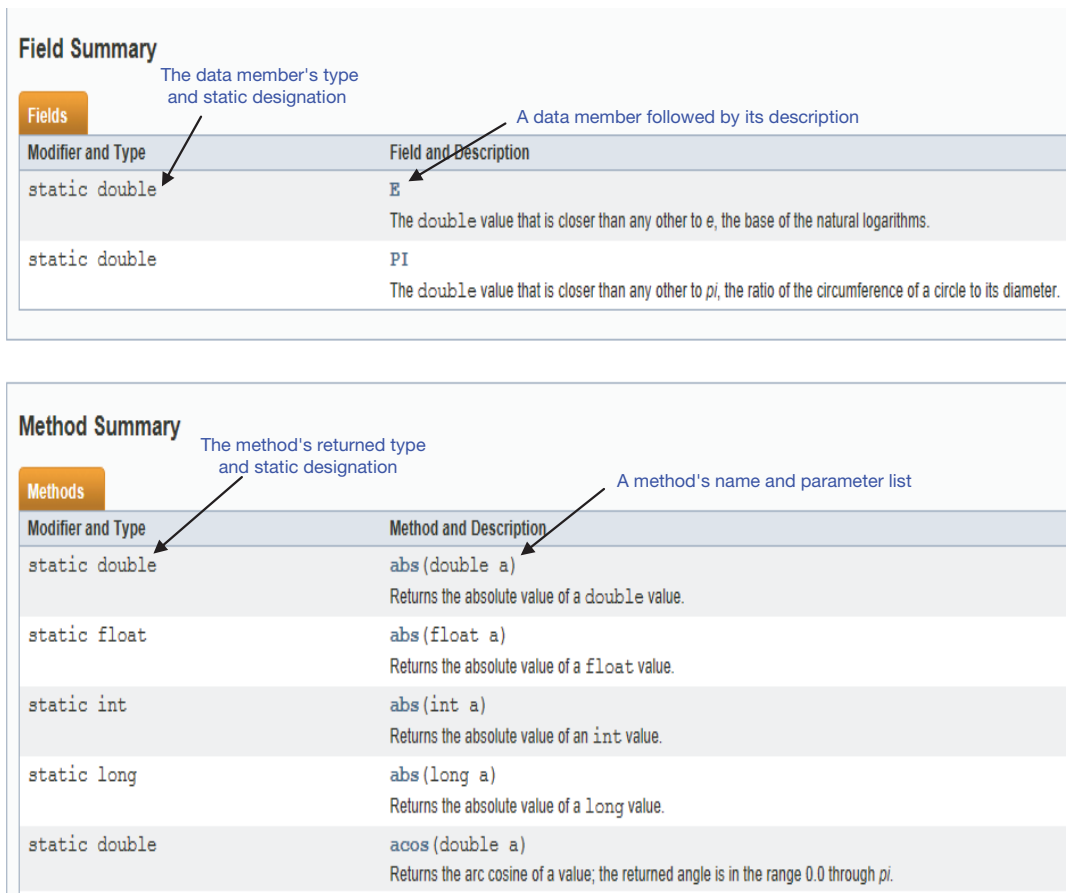 Field Summary
The data member's type
and static designation
Fields
A data member followed by its description
Modifier and Type Field and Description
static double E
The double value that is closer than any other to e, the base of the natural logarithms.
static double PI
The double value that is closer than any other to pi, the ratio of the circumference of a circle to its diameter.
Method Summary
The method's returned type
and static designation
Methods
A method's name and parameter list
Modifier and Type Method and Description
static double abs(double a)
Returns the absolute value of a double value.
static float abs(float a)
Returns the absolute value of a float value.
static int abs(int a)
Returns the absolute value of an int value.
static long abs(long a)
Returns the absolute value of a long value.
static double acos(double a)
Returns the arc cosine of a value; the returned angle is in the range 0.0 through pi.